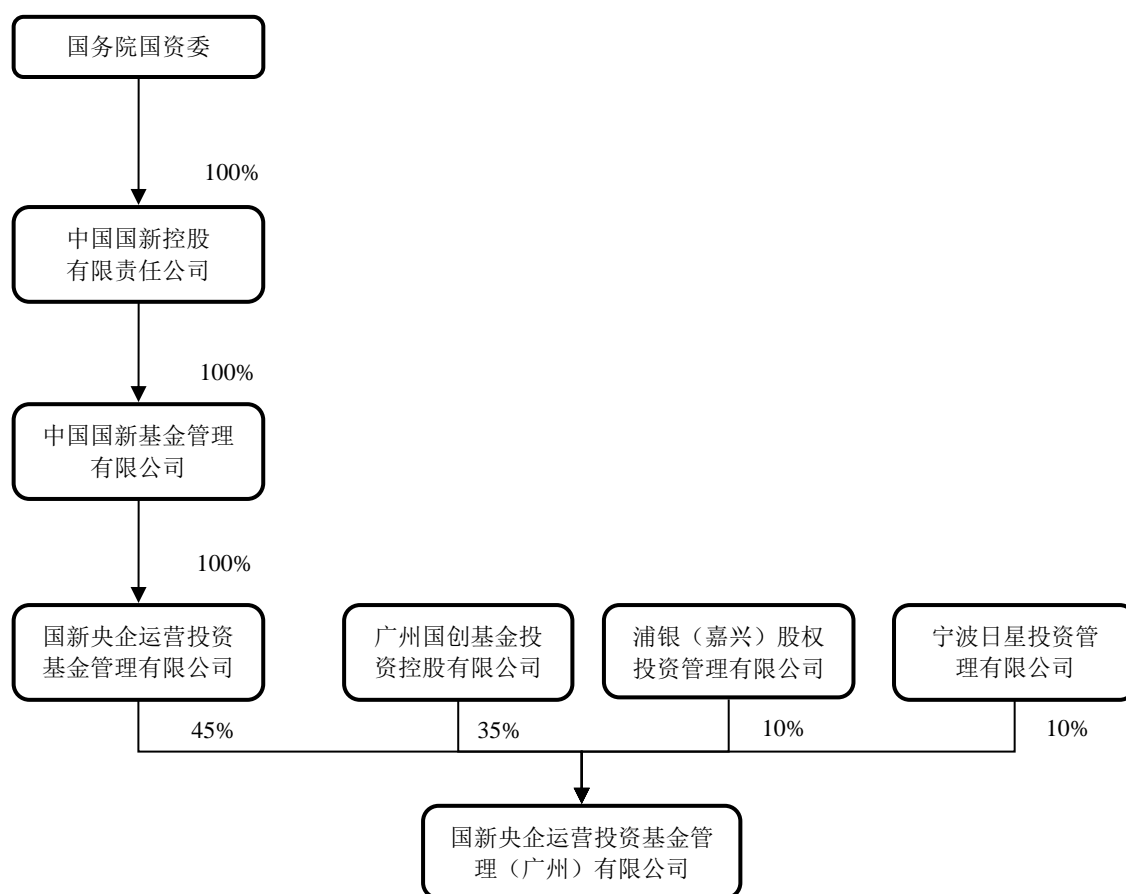 国务院国资委
100%
中国国新控股
有限责任公司
100%
中国国新基金管理
有限公司
100%
国新央企运营投资
基金管理有限公司
广州国创基金投
资控股有限公司
浦银（嘉兴）股权
投资管理有限公司
宁波日星投资管
理有限公司
45%
35%
10%
10%
国新央企运营投资基金管
理（广州）有限公司